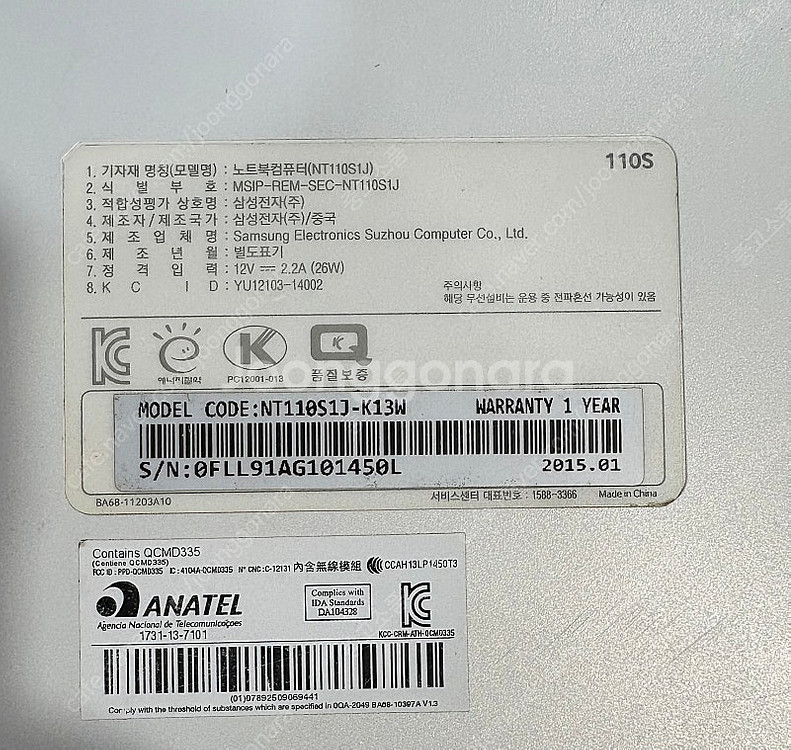 110S
1. 기자재 명칭(모델명) : 노트북컴퓨터(NT110S1J)
2. 식 별 부 호 : MSIP-REM-SEC-NT110S1J
3. 적합성평가 상호명 : 삼성전자(주)
4. 제조자/제조국가 : 삼성전자(주)/중국
5. 제 조 업 체 명 : Samsung Electronics Suzhou Computer Co., Ltd.
6. 제 조 년 월 : 별도표기
7. 정 격 입 력 : 12V ⎓ 2.2A (26W)
8. K C I D : YU12103-14002
주의사항
해당 무선설비는 운용 중 전파혼선 가능성이 있음
에너지절약
PC12001-013
품질보증
joonggonara
MODEL CODE:NT110S1J-K13W WARRANTY 1 YEAR
S/N:0FLL91AG101450L 2015.01
BA68-11203A10 서비스센터 대표번호 : 1588-3366 Made in China
Contains QCMD335
(Contiene QCMD335)
FCC ID : PPD-QCMD335 IC : 4104A-QCMD335 N° CNC : C-12131 內含無線模組 CCAH13LP1450T3
ANATEL
Agência Nacional de Telecomunicações
1731-13-7101
Complies with
IDA Standards
DA104328
KCC-CRM-ATH-QCMD335
(01)07892509069441
Comply with the threshold of substances which are specified in 0QA-2049 BA68-10397A V1.3